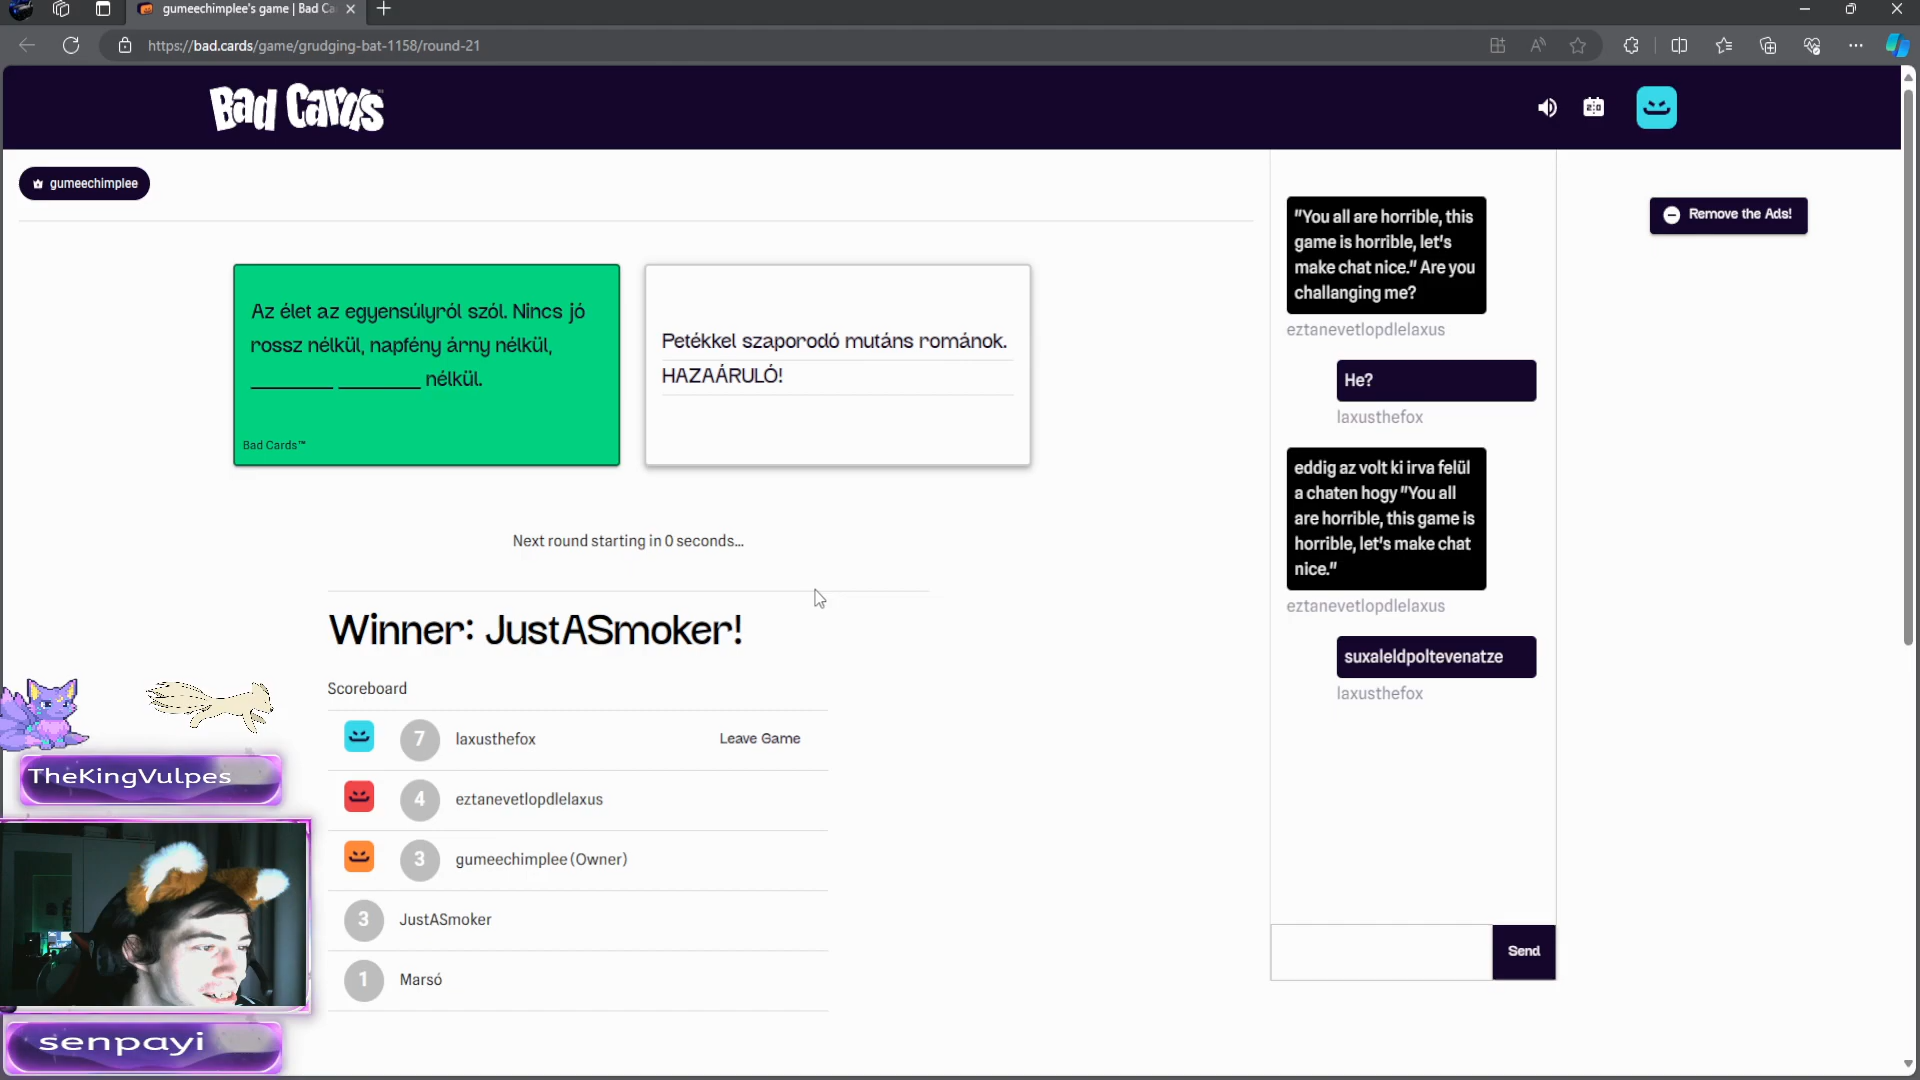 gumeechimplee's game | Bad Ca
https://bad.cards/game/grudging-bat-1158/round-21
Bad Cards
gumeechimplee
Az élet az egyensúlyról szól. Nincs jó
rossz nélkül, napfény árny nélkül,
________ ________ nélkül.
Bad Cards™
Petékkel szaporodó mutáns románok.
HAZAÁRULÓ!
Next round starting in 0 seconds...
Winner: JustASmoker!
Scoreboard
7 laxusthefox Leave Game
4 eztanevetlopdlelaxus
3 gumeechimplee (Owner)
3 JustASmoker
1 Marsó
"You all are horrible, this
game is horrible, let's
make chat nice." Are you
challanging me?
eztanevetlopdlelaxus
He?
laxusthefox
eddig az volt ki irva felül
a chaten hogy "You all
are horrible, this game is
horrible, let's make chat
nice."
eztanevetlopdlelaxus
suxaleldpoltevenatze
laxusthefox
Send
Remove the Ads!
TheKingVulpes
senpayi